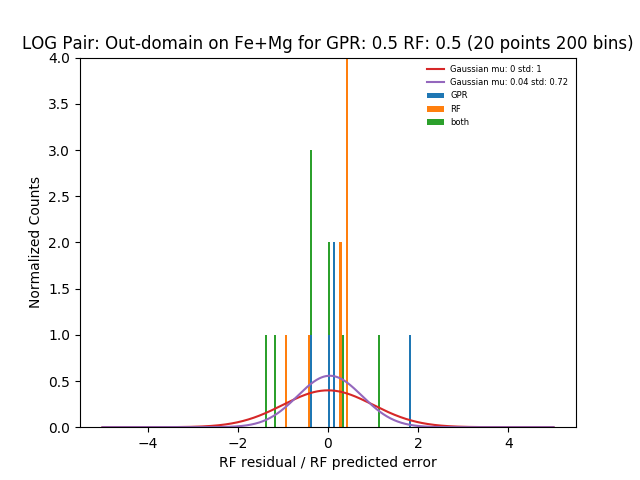 LOG Pair: Out-domain on Fe+Mg for GPR: 0.5 RF: 0.5 (20 points 200 bins)
4.0
3.5
3.0
2.5
2.0
1.5
1.0
0.5
0.0
Normalized Counts
Gaussian mu: 0 std: 1
Gaussian mu: 0.04 std: 0.72
GPR
RF
both
−4 −2 0 2 4
RF residual / RF predicted error